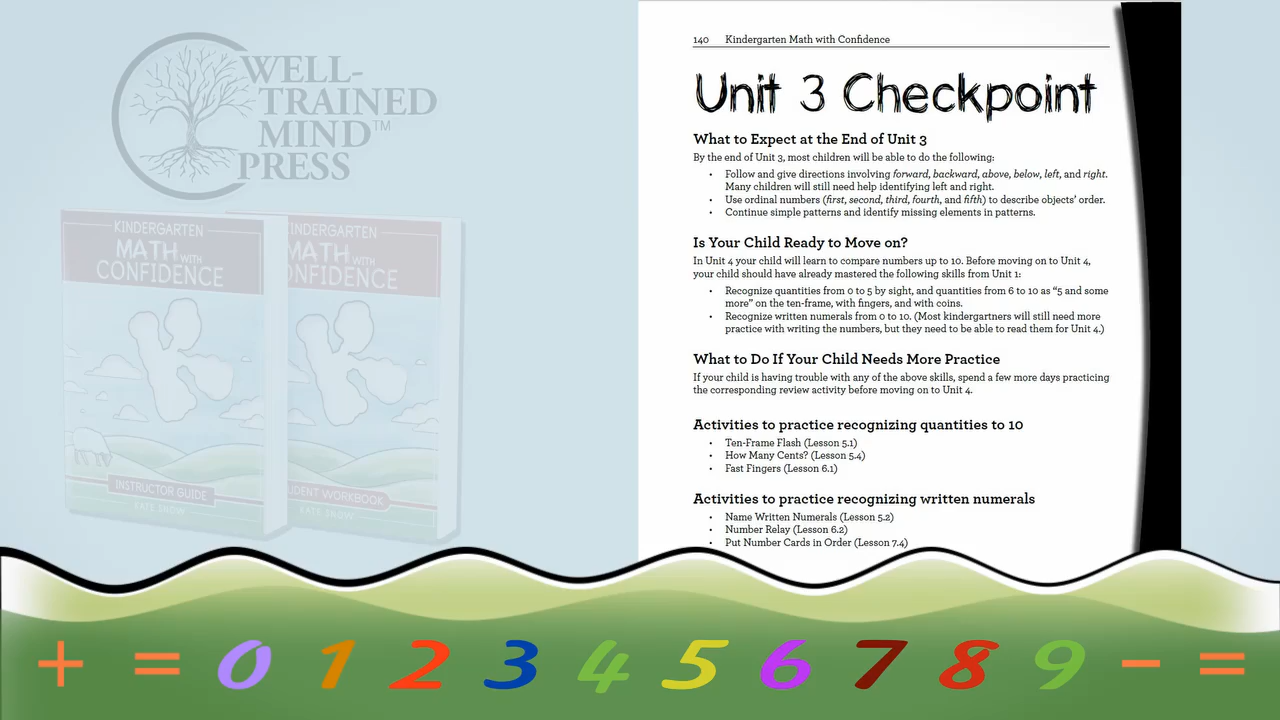 WELL-
TRAINED
MIND™
PRESS
KINDERGARTEN
MATH WITH
CONFIDENCE
INSTRUCTOR GUIDE
KATE SNOW
KINDERGARTEN
MATH WITH
CONFIDENCE
STUDENT WORKBOOK
KATE SNOW
140 Kindergarten Math with Confidence
Unit 3 Checkpoint
What to Expect at the End of Unit 3
By the end of Unit 3, most children will be able to do the following:
• Follow and give directions involving forward, backward, above, below, left, and right.
Many children will still need help identifying left and right.
• Use ordinal numbers (first, second, third, fourth, and fifth) to describe objects' order.
• Continue simple patterns and identify missing elements in patterns.
Is Your Child Ready to Move on?
In Unit 4 your child will learn to compare numbers up to 10. Before moving on to Unit 4,
your child should have already mastered the following skills from Unit 1:
• Recognize quantities from 0 to 5 by sight, and quantities from 6 to 10 as “5 and some
more” on the ten-frame, with fingers, and with coins.
• Recognize written numerals from 0 to 10. (Most kindergartners will still need more
practice with writing the numbers, but they need to be able to read them for Unit 4.)
What to Do If Your Child Needs More Practice
If your child is having trouble with any of the above skills, spend a few more days practicing
the corresponding review activity before moving on to Unit 4.
Activities to practice recognizing quantities to 10
• Ten-Frame Flash (Lesson 5.1)
• How Many Cents? (Lesson 5.4)
• Fast Fingers (Lesson 6.1)
Activities to practice recognizing written numerals
• Name Written Numerals (Lesson 5.2)
• Number Relay (Lesson 6.2)
• Put Number Cards in Order (Lesson 7.4)
+ = 0 1 2 3 4 5 6 7 8 9 − =